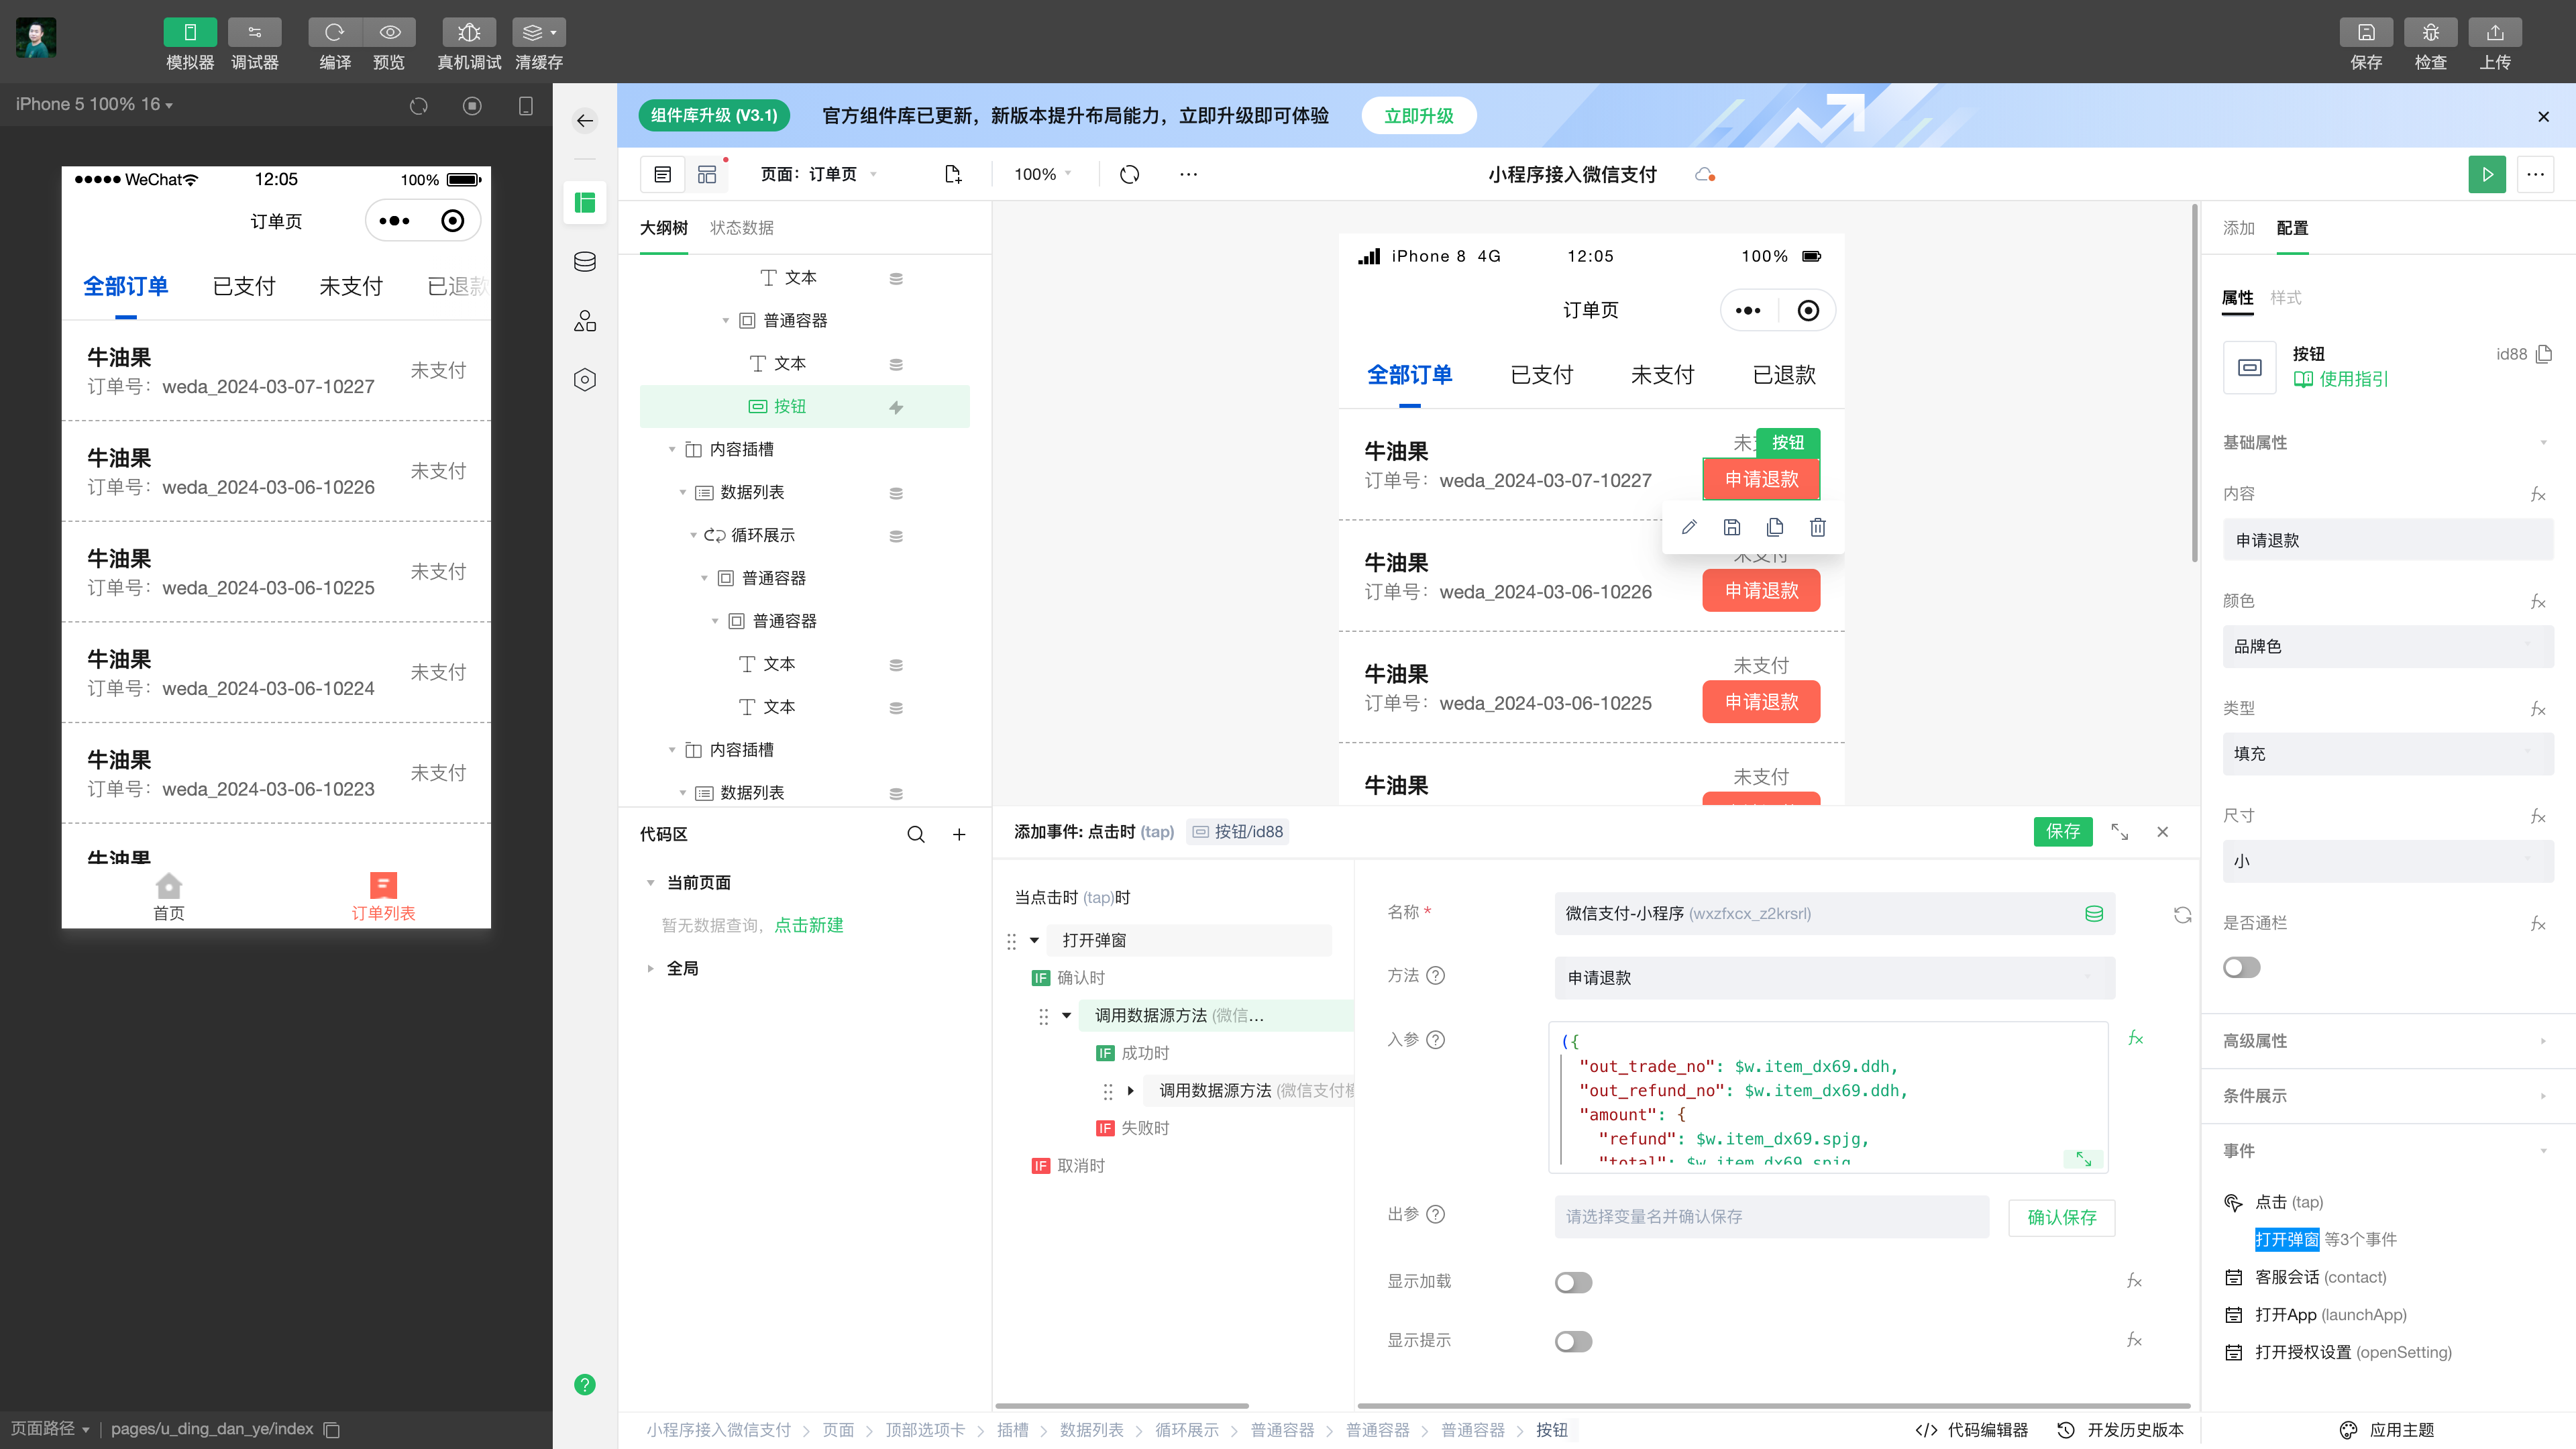 模拟器
调试器
编译
预览
真机调试
清缓存
保存
检查
上传
iPhone 5 100% 16
WeChat
12:05
100%
订单页
全部订单
已支付
未支付
已退款
牛油果
订单号：weda_2024-03-07-10227
未支付
牛油果
订单号：weda_2024-03-06-10226
未支付
牛油果
订单号：weda_2024-03-06-10225
未支付
牛油果
订单号：weda_2024-03-06-10224
未支付
牛油果
订单号：weda_2024-03-06-10223
未支付
牛油果
首页
订单列表
页面路径
pages/u_ding_dan_ye/index
组件库升级 (V3.1)
官方组件库已更新，新版本提升布局能力，立即升级即可体验
立即升级
页面：订单页
100%
小程序接入微信支付
大纲树
状态数据
文本
普通容器
文本
按钮
内容插槽
数据列表
循环展示
普通容器
普通容器
文本
文本
内容插槽
数据列表
代码区
当前页面
暂无数据查询，点击新建
全局
iPhone 8 4G
12:05
100%
订单页
全部订单
已支付
未支付
已退款
牛油果
订单号：weda_2024-03-07-10227
未
按钮
申请退款
牛油果
订单号：weda_2024-03-06-10226
未支付
申请退款
牛油果
订单号：weda_2024-03-06-10225
未支付
申请退款
牛油果
未支付
添加事件: 点击时 (tap)
按钮/id88
保存
当点击时 (tap)时
打开弹窗
IF 确认时
调用数据源方法 (微信…
IF 成功时
调用数据源方法 (微信支付模
IF 失败时
IF 取消时
名称 *
微信支付-小程序 (wxzfxcx_z2krsrl)
方法
申请退款
入参
({
"out_trade_no": $w.item_dx69.ddh,
"out_refund_no": $w.item_dx69.ddh,
"amount": {
"refund": $w.item_dx69.spjg,
"total": $w.item_dx69.spjg
fx
出参
请选择变量名并确认保存
确认保存
显示加载
fx
显示提示
fx
添加
配置
属性
样式
按钮
id88
使用指引
基础属性
内容
fx
申请退款
颜色
fx
品牌色
类型
fx
填充
尺寸
fx
小
是否通栏
fx
高级属性
条件展示
事件
点击 (tap)
打开弹窗 等3个事件
客服会话 (contact)
打开App (launchApp)
打开授权设置 (openSetting)
小程序接入微信支付 > 页面 > 顶部选项卡 > 插槽 > 数据列表 > 循环展示 > 普通容器 > 普通容器 > 普通容器 > 按钮
</> 代码编辑器
开发历史版本
应用主题